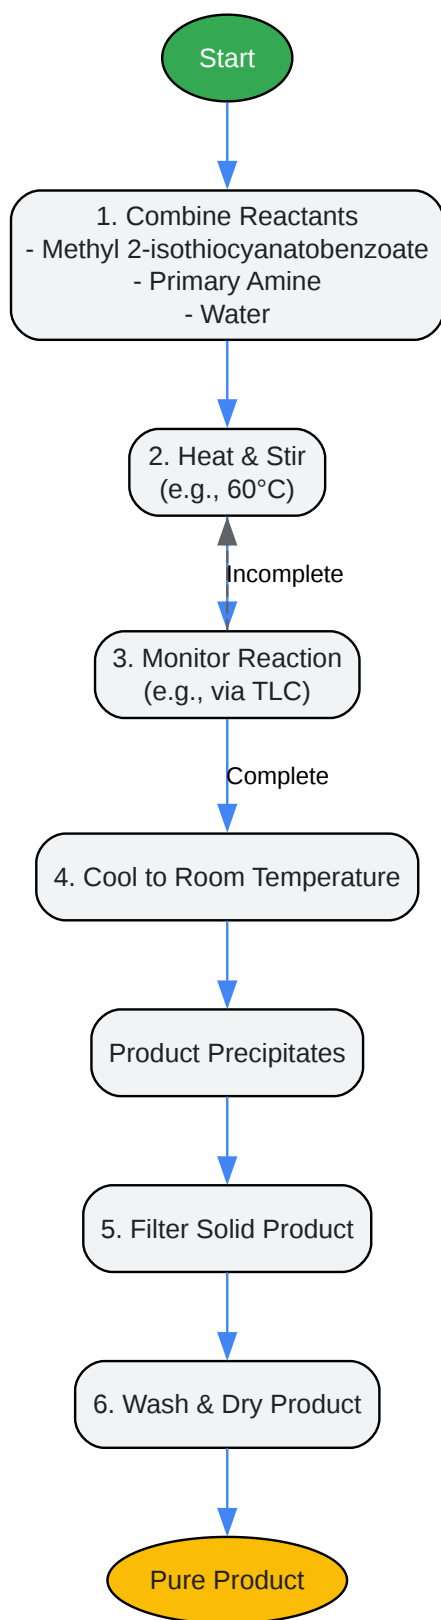 Start
1. Combine Reactants
- Methyl 2-isothiocyanatobenzoate
- Primary Amine
- Water
2. Heat & Stir
(e.g., 60°C)
Incomplete
3. Monitor Reaction
(e.g., via TLC)
Complete
4. Cool to Room Temperature
Product Precipitates
5. Filter Solid Product
6. Wash & Dry Product
Pure Product